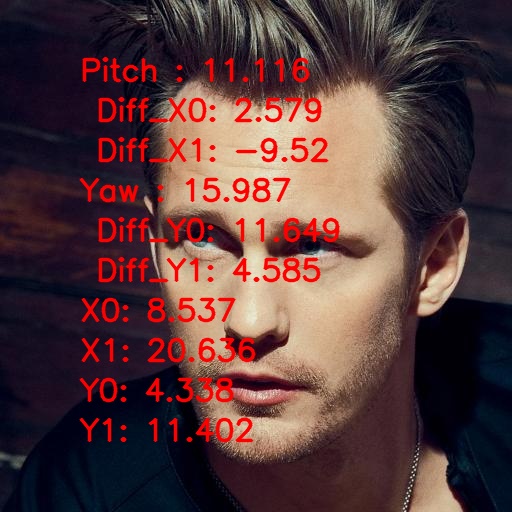 Pitch : 11.116
Diff_X0: 2.579
Diff_X1: -9.52
Yaw : 15.987
Diff_Y0: 11.649
Diff_Y1: 4.585
X0: 8.537
X1: 20.636
Y0: 4.338
Y1: 11.402